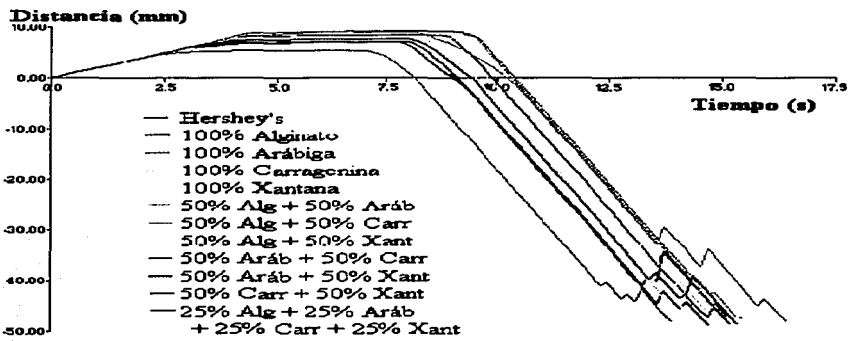 Distancia (mm)
10.00
0.00
-10.00
-20.00
-30.00
-40.00
-50.00
0.0
2.5
5.0
7.5
10.0
12.5
15.0
17.5
Tiempo (s)
Hershey's
100% Alginato
100% Arábiga
100% Carragenina
100% Xantana
50% Alg + 50% Aráb
50% Alg + 50% Carr
50% Alg + 50% Xant
50% Aráb + 50% Carr
50% Aráb + 50% Xant
50% Carr + 50% Xant
25% Alg + 25% Aráb
+ 25% Carr + 25% Xant